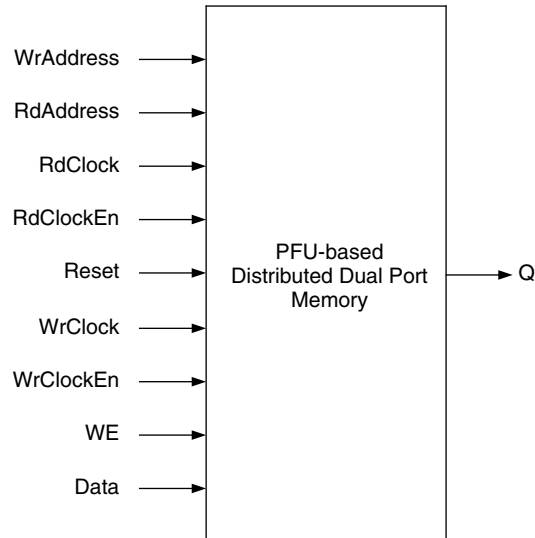 WrAddress
RdAddress
RdClock
RdClockEn
Reset
WrClock
WrClockEn
WE
Data
PFU-based
Distributed Dual Port
Memory
Q